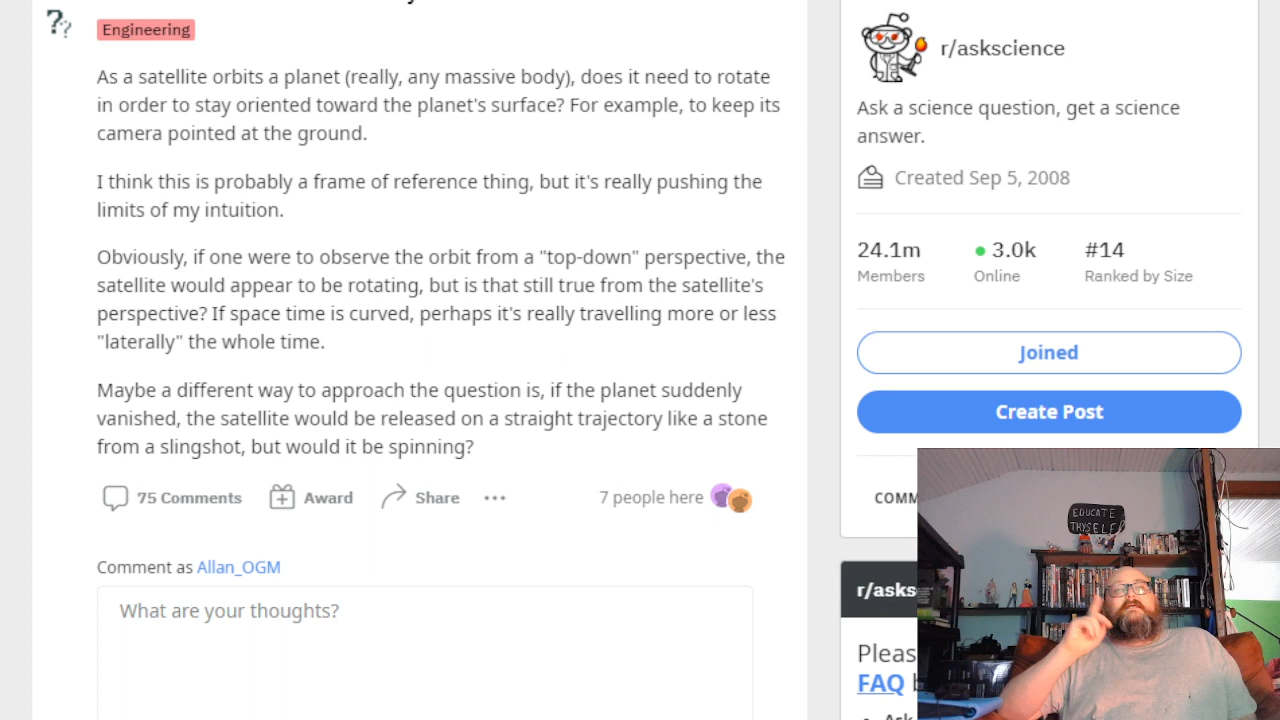 Engineering
As a satellite orbits a planet (really, any massive body), does it need to rotate
in order to stay oriented toward the planet's surface? For example, to keep its
camera pointed at the ground.
I think this is probably a frame of reference thing, but it's really pushing the
limits of my intuition.
Obviously, if one were to observe the orbit from a "top-down" perspective, the
satellite would appear to be rotating, but is that still true from the satellite's
perspective? If space time is curved, perhaps it's really travelling more or less
"laterally" the whole time.
Maybe a different way to approach the question is, if the planet suddenly
vanished, the satellite would be released on a straight trajectory like a stone
from a slingshot, but would it be spinning?
75 Comments Award Share ••• 7 people here
Comment as Allan_OGM
What are your thoughts?
r/askscience
Ask a science question, get a science
answer.
Created Sep 5, 2008
24.1m 3.0k #14
Members Online Ranked by Size
Joined
Create Post
COMM
r/asks
Pleas
FAQ b
Ask
EDUCATE
THYSELF